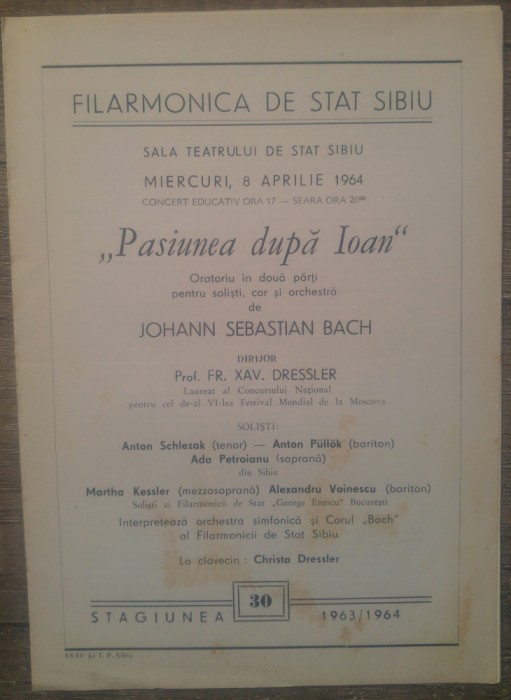 FILARMONICA DE STAT SIBIU
SALA TEATRULUI DE STAT SIBIU
MIERCURI, 8 APRILIE 1964
CONCERT EDUCATIV ORA 17 — SEARA ORA 20⁰⁰
„Pasiunea după Ioan“
Oratoriu în două părți
pentru soliști, cor și orchestră
de
JOHANN SEBASTIAN BACH
DIRIJOR
Prof. FR. XAV. DRESSLER
Laureat al Concursului Național
pentru cel de-al VI-lea Festival Mondial de la Moscova
SOLIȘTI:
Anton Schlezak (tenor) — Anton Püllök (bariton)
Ada Petroianu (soprană)
din Sibiu
Martha Kessler (mezzosoprană) Alexandru Voinescu (bariton)
Soliști ai Filarmonicii de Stat „George Enescu” București
Interpretează orchestra simfonică și Corul „Bach”
al Filarmonicii de Stat Sibiu
La clavecin : Christa Dressler
STAGIUNEA 30 1963/1964
I. P. Sibiu